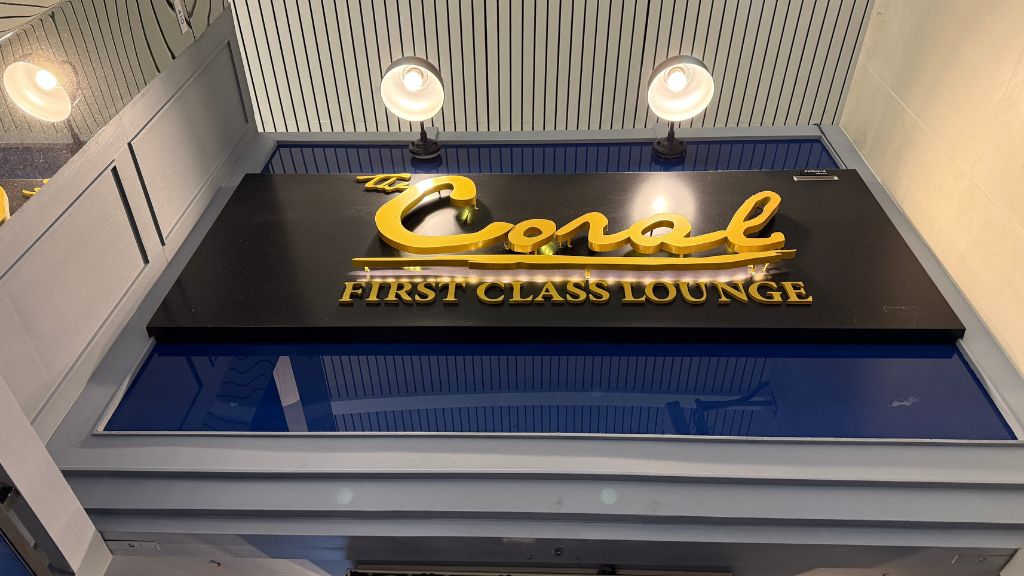 The
Coral
FIRST CLASS LOUNGE